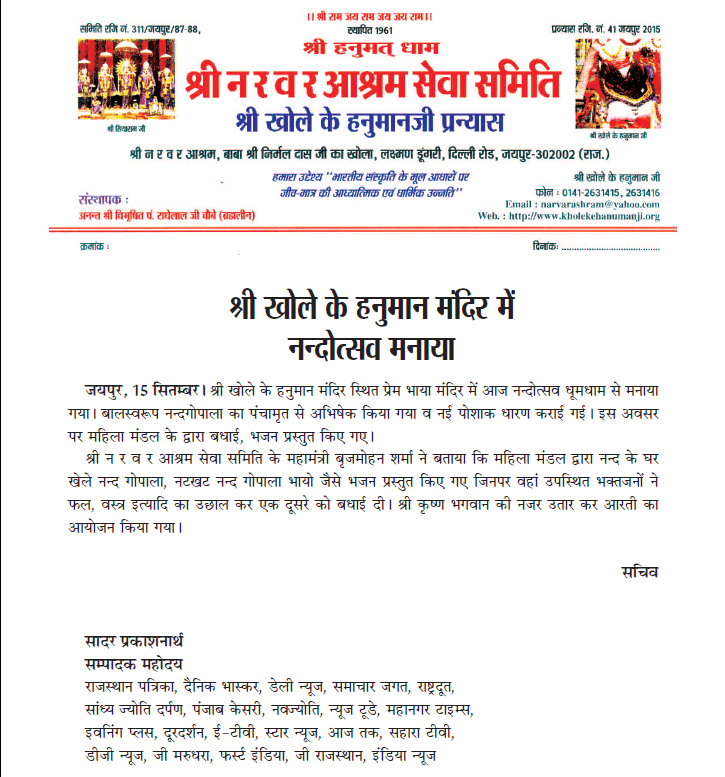 ।। श्री राम जय राम जय जय राम।।
समिति रजि नं. 311/जयपुर/87-88,
स्थापित 1961
प्रन्यास रजि, नं. 41 जयपुर 2015
श्री हनुमत् धाम
श्री न र व र आश्रम सेवा समिति
श्री खोले के हनुमानजी प्रन्यास
श्री सियाराम जी
श्री खोले के हनुमान जी
श्री न र व र आश्रम, बाबा श्री निर्मल दास जी का खोला, लक्ष्मण डूंगरी, दिल्ली रोड, जयपुर-302002 (राज.)
हमारा उद्देश्य "भारतीय संस्कृति के मूल आधारों पर
जीव-मात्र की आध्यात्मिक एवं धार्मिक उन्नति"
संस्थापक :
अनन्त श्री विभूषित पं. राधेलाल जी चौबे (ब्रह्मलीन)
श्री खोले के हनुमान जी
फोन : 0141-2631415, 2631416
Email : narvarashram@yahoo.com
Web. : http://www.kholekehanumanji.org
क्रमांक :
दिनांक: ........................................
श्री खोले के हनुमान मंदिर में
नन्दोत्सव मनाया
जयपुर, 15 सितम्बर। श्री खोले के हनुमान मंदिर स्थित प्रेम भाया मंदिर में आज नन्दोत्सव धूमधाम से मनाया
गया। बालस्वरूप नन्दगोपाला का पंचामृत से अभिषेक किया गया व नई पोशाक धारण कराई गई। इस अवसर
पर महिला मंडल के द्वारा बधाई, भजन प्रस्तुत किए गए।
श्री न र व र आश्रम सेवा समिति के महामंत्री बृजमोहन शर्मा ने बताया कि महिला मंडल द्वारा नन्द के घर
खेले नन्द गोपाला, नटखट नन्द गोपाला भायो जैसे भजन प्रस्तुत किए गए जिनपर वहां उपस्थित भक्तजनों ने
फल, वस्त्र इत्यादि का उछाल कर एक दूसरे को बधाई दी। श्री कृष्ण भगवान की नजर उतार कर आरती का
आयोजन किया गया।
सचिव
सादर प्रकाशनार्थ
सम्पादक महोदय
राजस्थान पत्रिका, दैनिक भास्कर, डेली न्यूज, समाचार जगत, राष्ट्रदूत,
सांध्य ज्योति दर्पण, पंजाब केसरी, नवज्योति, न्यूज टूडे, महानगर टाइम्स,
इवनिंग प्लस, दूरदर्शन, ई-टीवी, स्टार न्यूज, आज तक, सहारा टीवी,
डीजी न्यूज, जी मरुधरा, फर्स्ट इंडिया, जी राजस्थान, इंडिया न्यूज